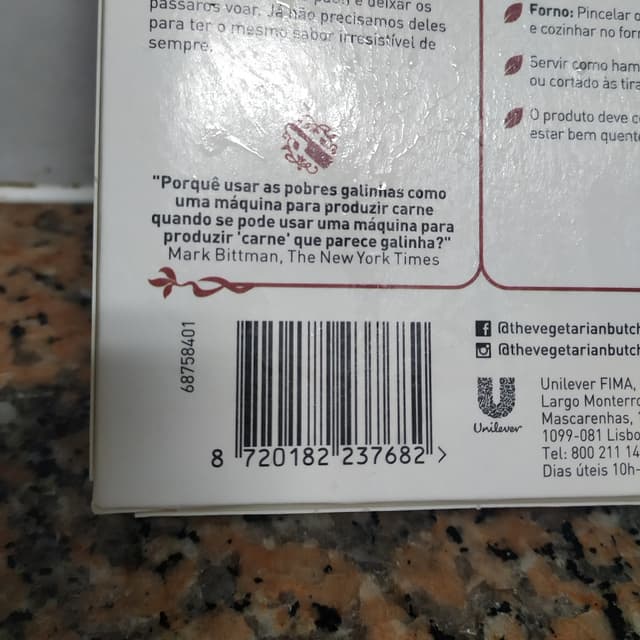 pássaros voar. Já não precisamos deles
para ter o mesmo sabor irresistível de
sempre.
"Porquê usar as pobres galinhas como
uma máquina para produzir carne
quando se pode usar uma máquina para
produzir 'carne' que parece galinha?"
Mark Bittman, The New York Times
Forno: Pincelar
e cozinhar no
Servir como
ou cortado às
O produto deve
estar bem
68758401
8 720182 237682 >
@thevegetarianbutch
@thevegetarianbutch
Unilever
Unilever FIMA,
Largo Monterro
Mascarenhas, 1
1099-081 Lisbo
Tel: 800 211 14
Dias úteis 10h-